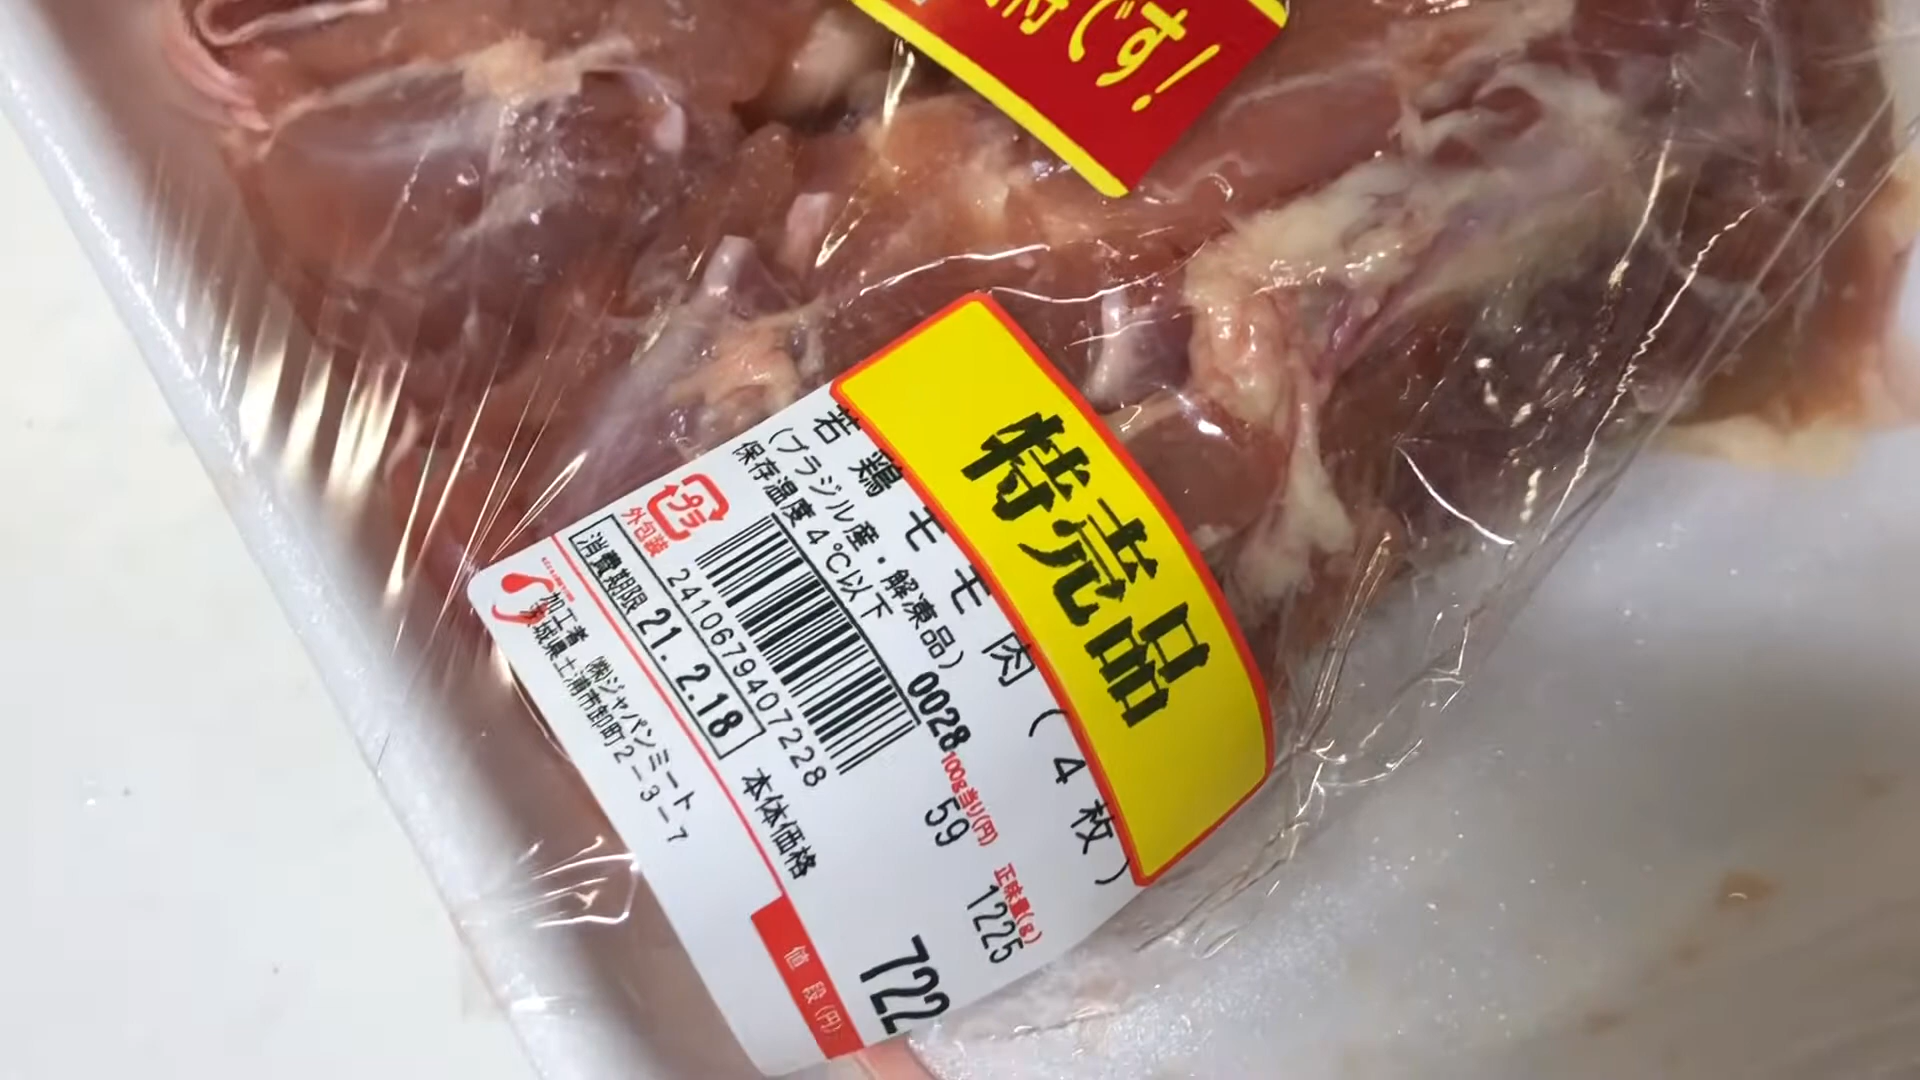 です!
特売品
若鶏モモ肉(4枚)
(ブラジル産・解凍品)
保存温度4℃以下
0028
プラ
外包装
2410679407228
100g当り(円)
59
正味量(g)
1225
消費期限 21.2.18
本体価格
722
値段(円)
加工者 ㈱ジャパンミート
茨城県土浦市卸町2-3-7